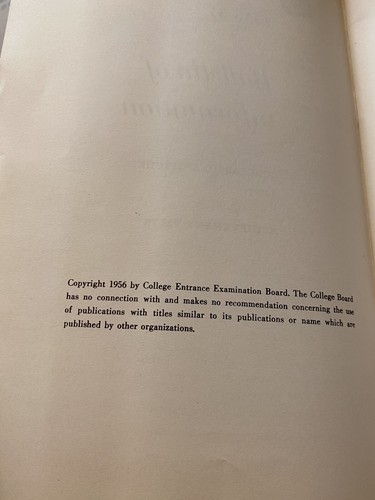 Copyright 1956 by College Entrance Examination Board. The College Board
has no connection with and makes no recommendation concerning the use
of publications with titles similar to its publications or name which are
published by other organizations.